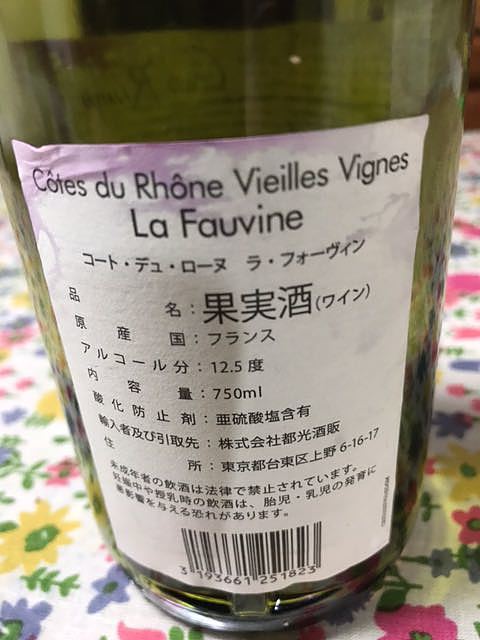 Côtes du Rhône Vieilles Vignes
La Fauvine
コート・デュ・ローヌ ラ・フォーヴィン
品名：果実酒(ワイン)
原産国：フランス
アルコール分：12.5度
内容量：750ml
酸化防止剤：亜硫酸塩含有
輸入者及び引取先：株式会社都光酒販
住所：東京都台東区上野 6-16-17
未成年者の飲酒は法律で禁止されています。
妊娠中や授乳時の飲酒は、胎児・乳児の発育に
悪影響を与える恐れがあります。
3 193661 251823